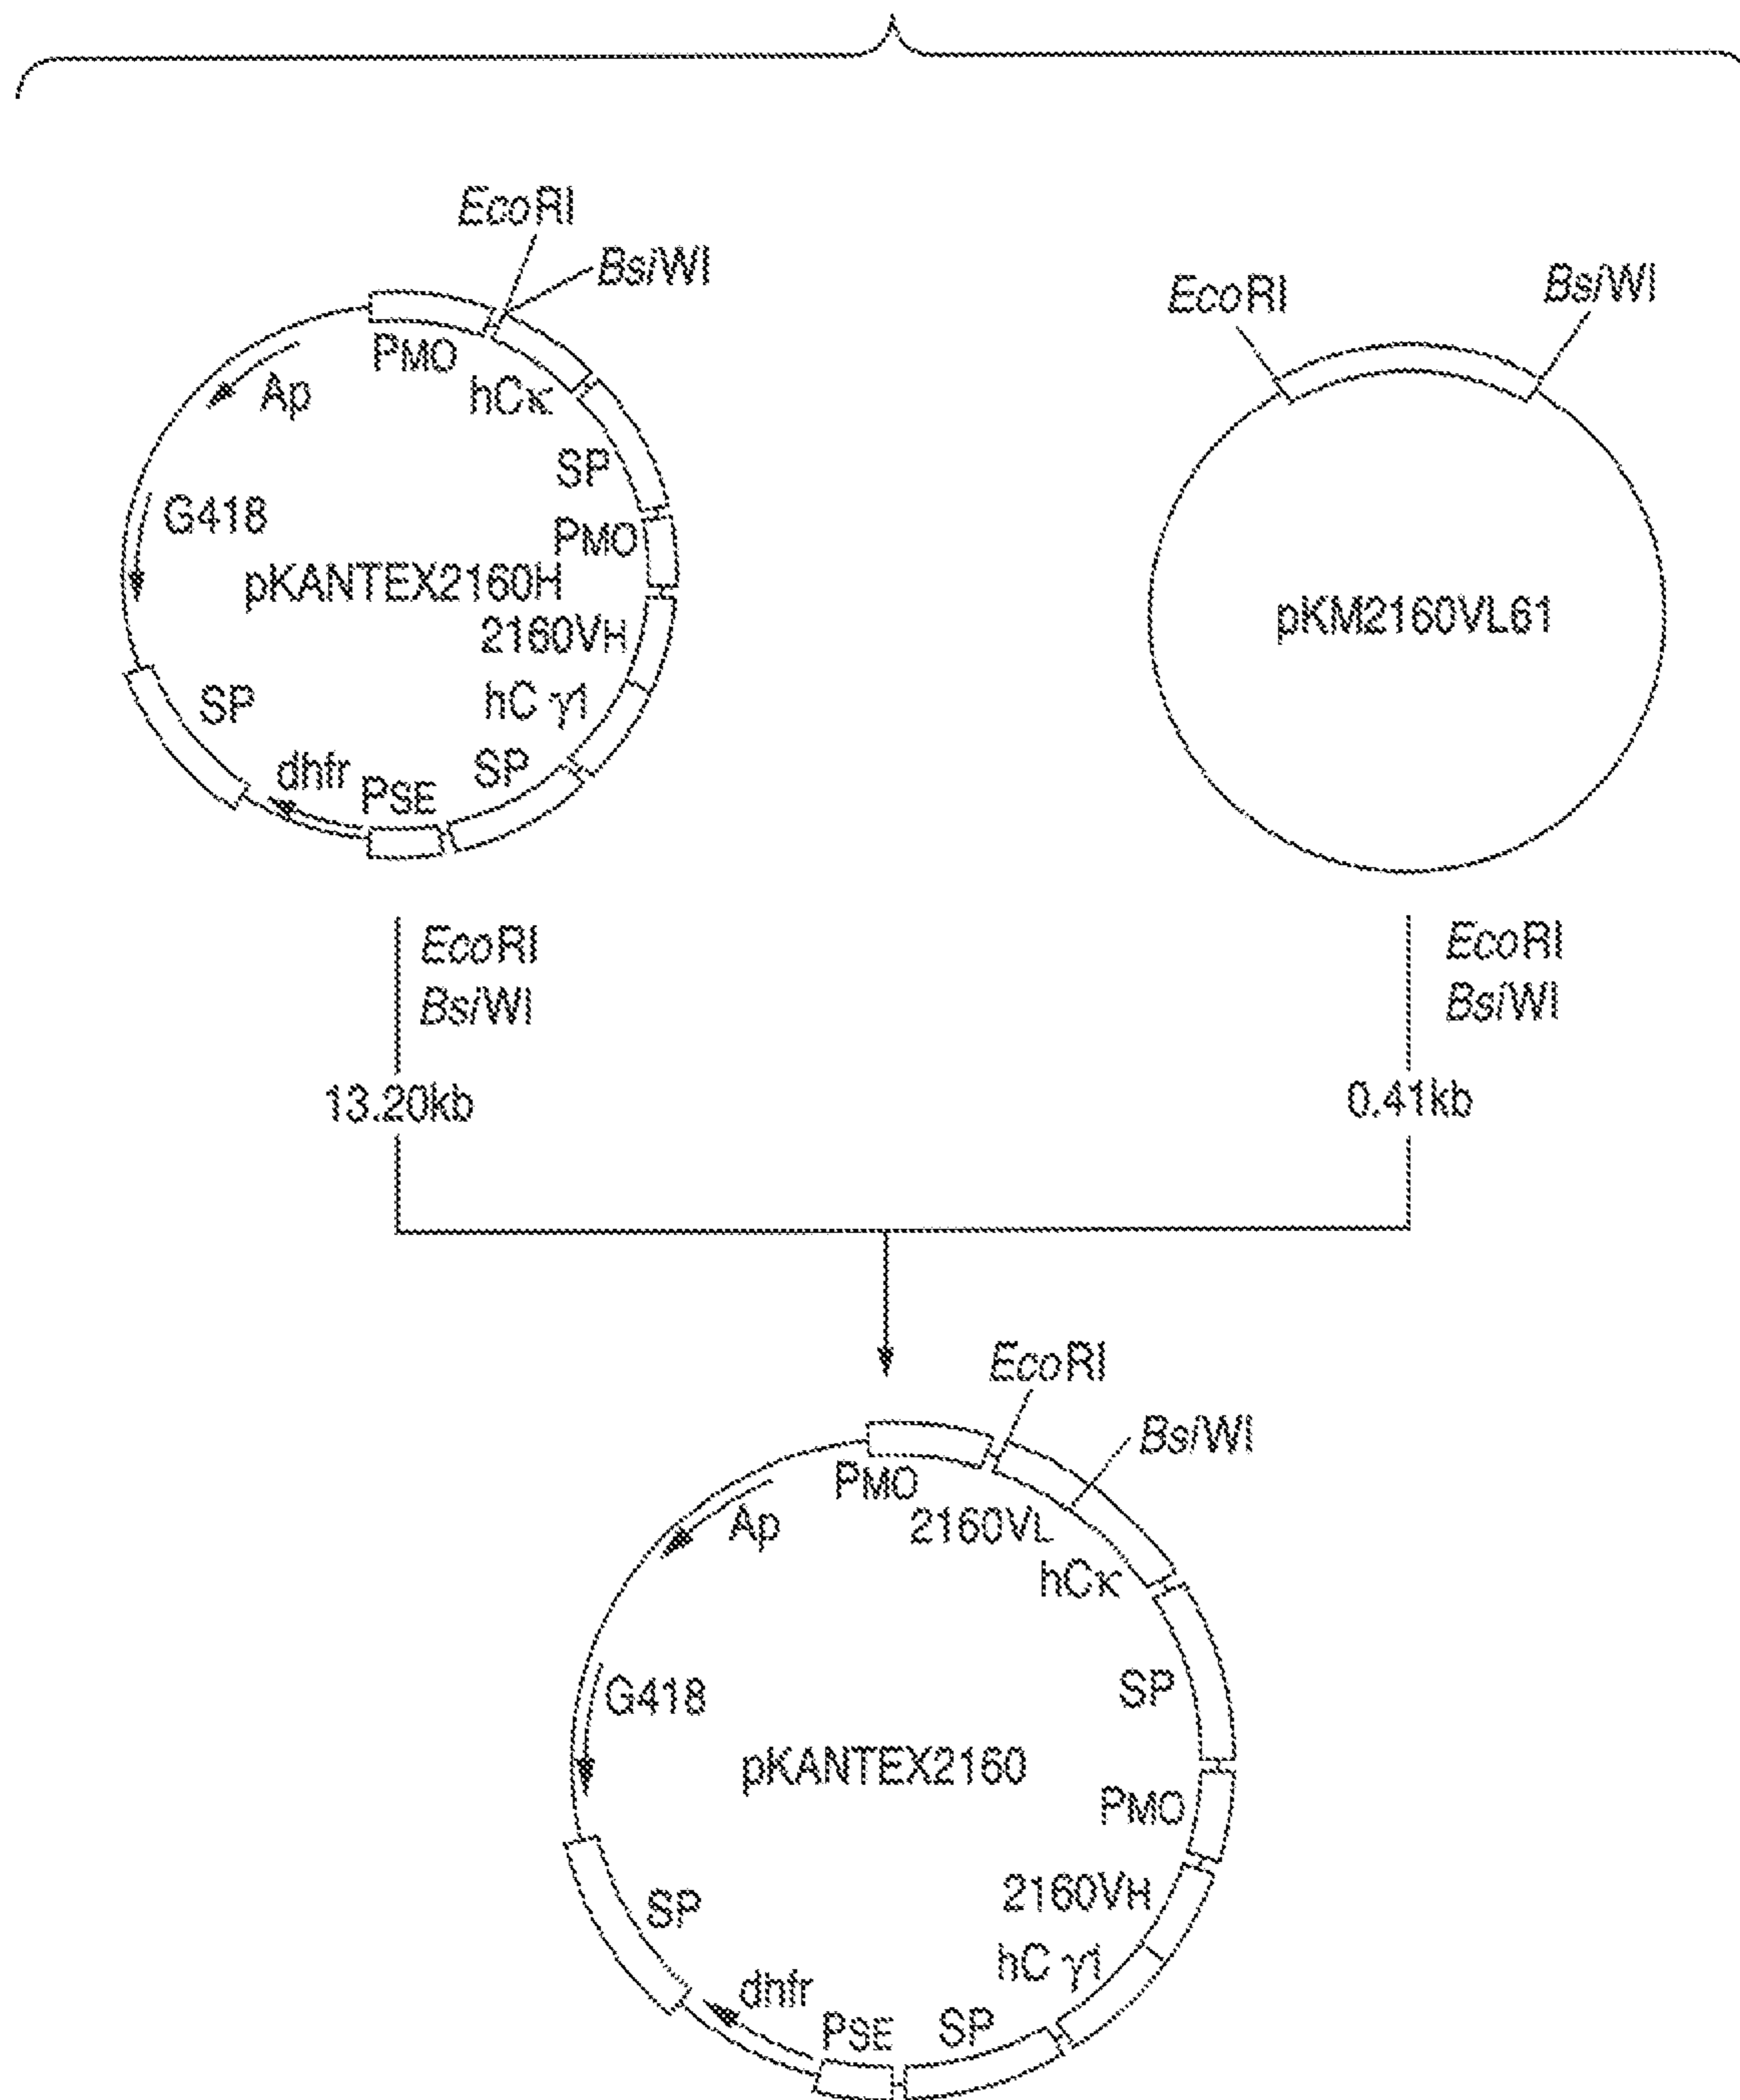 EcoRI
BsiWI
PMO
Ap
hCκ
SP
G418
PMO
pKANTEX2160H
2160VH
hC γ1
SP
SP
dhfr
PSE
EcoRI
BsiWI
pKM2160VL61
EcoRI
BsiWI
13.20kb
EcoRI
BsiWI
0.41kb
EcoRI
BsiWI
PMO
2160VL
Ap
hCκ
G418
SP
pKANTEX2160
PMO
2160VH
SP
hC γ1
dhfr
PSE
SP